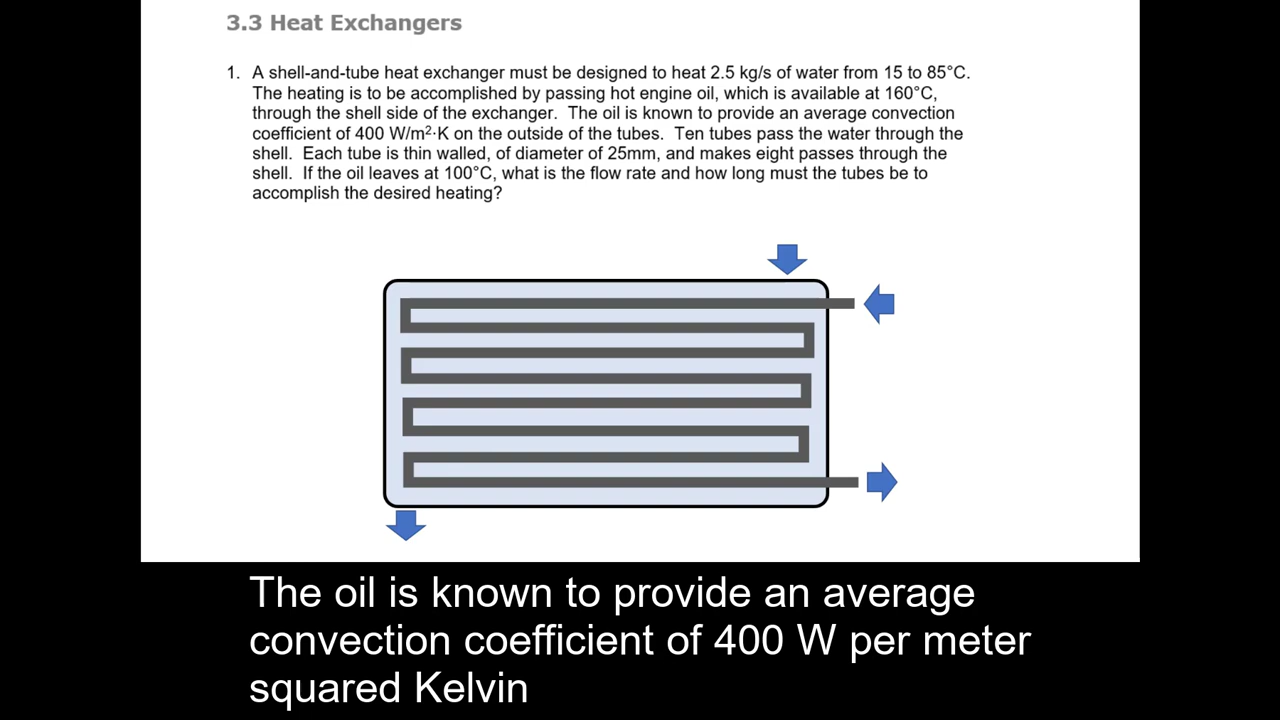 3.3 Heat Exchangers
1. A shell-and-tube heat exchanger must be designed to heat 2.5 kg/s of water from 15 to 85°C.
The heating is to be accomplished by passing hot engine oil, which is available at 160°C,
through the shell side of the exchanger. The oil is known to provide an average convection
coefficient of 400 W/m²·K on the outside of the tubes. Ten tubes pass the water through the
shell. Each tube is thin walled, of diameter of 25mm, and makes eight passes through the
shell. If the oil leaves at 100°C, what is the flow rate and how long must the tubes be to
accomplish the desired heating?
The oil is known to provide an average
convection coefficient of 400 W per meter
squared Kelvin